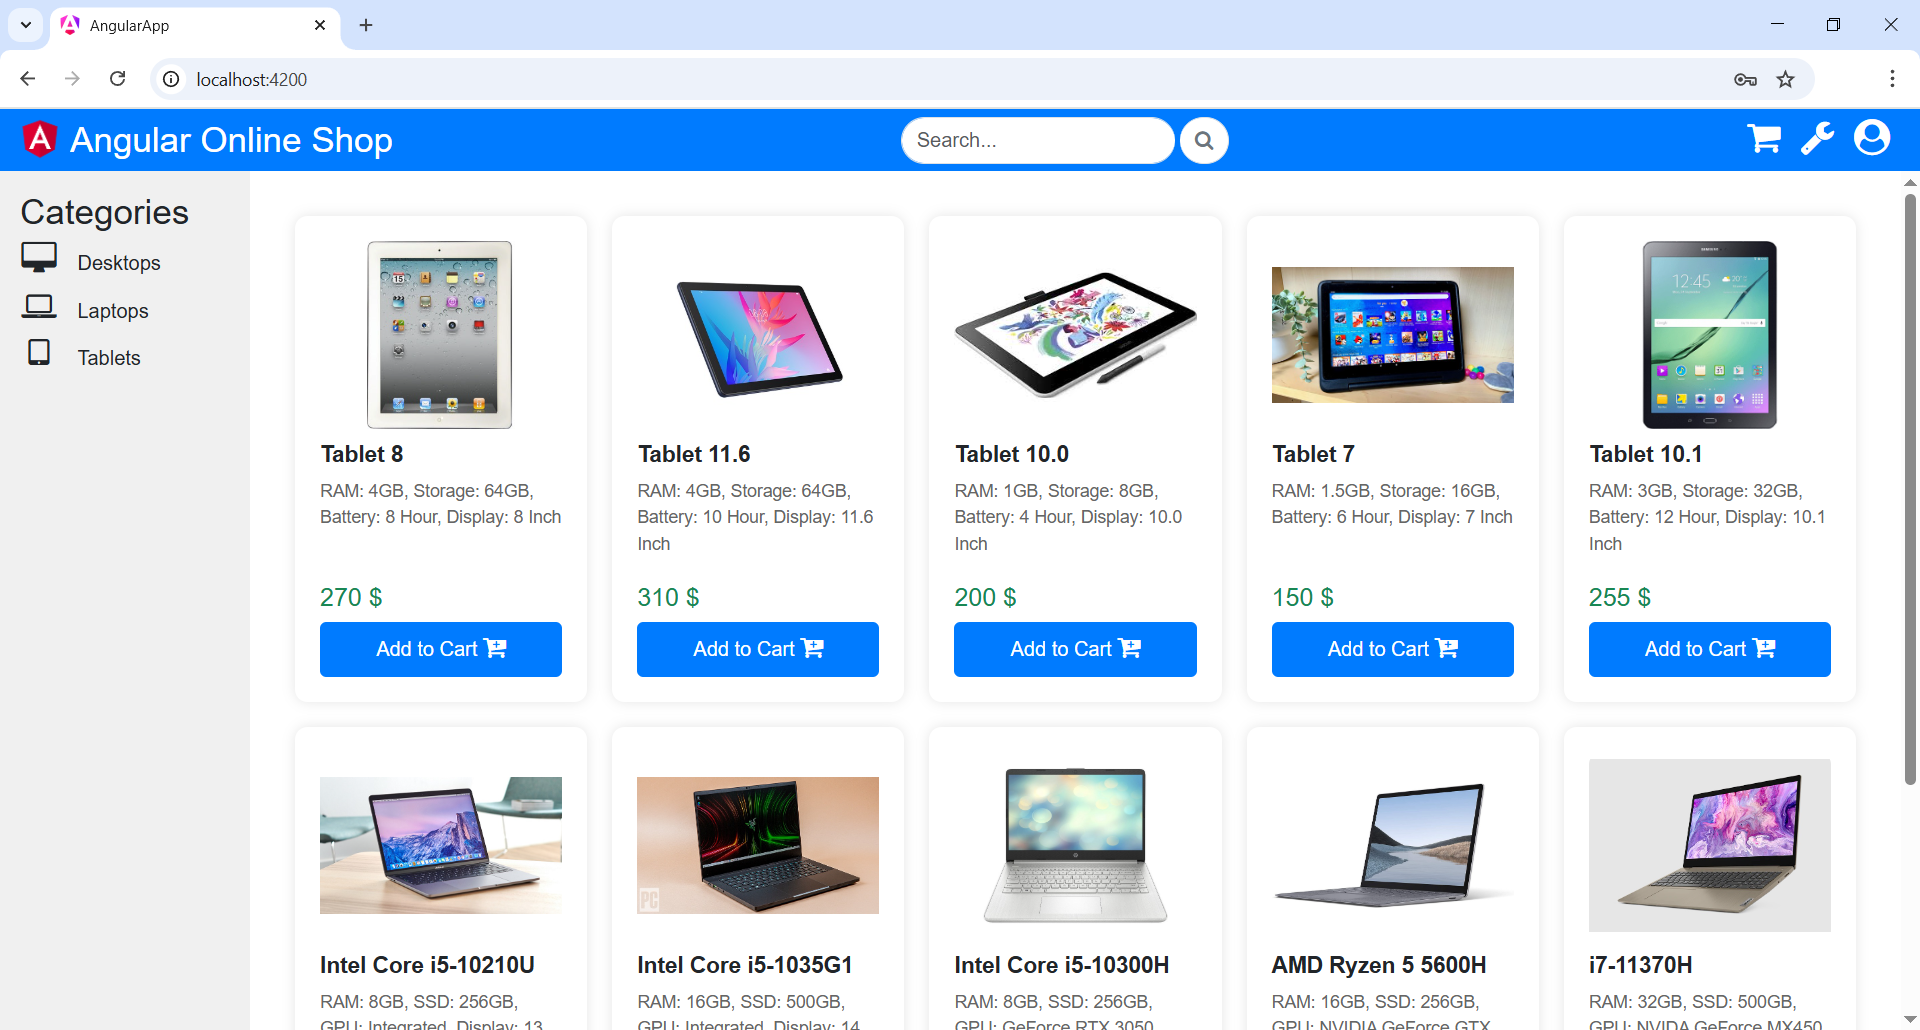 AngularApp
localhost:4200
Angular Online Shop
Search...
Categories
Desktops
Laptops
Tablets
Tablet 8
RAM: 4GB, Storage: 64GB,
Battery: 8 Hour, Display: 8 Inch
270 $
Add to Cart
Tablet 11.6
RAM: 4GB, Storage: 64GB,
Battery: 10 Hour, Display: 11.6
Inch
310 $
Add to Cart
Tablet 10.0
RAM: 1GB, Storage: 8GB,
Battery: 4 Hour, Display: 10.0
Inch
200 $
Add to Cart
Tablet 7
RAM: 1.5GB, Storage: 16GB,
Battery: 6 Hour, Display: 7 Inch
150 $
Add to Cart
SAMSUNG
12:45
Tablet 10.1
RAM: 3GB, Storage: 32GB,
Battery: 12 Hour, Display: 10.1
Inch
255 $
Add to Cart
Intel Core i5-10210U
RAM: 8GB, SSD: 256GB,
GPU: Integrated, Display: 13
PC
Intel Core i5-1035G1
RAM: 16GB, SSD: 500GB,
GPU: Integrated, Display: 14
Intel Core i5-10300H
RAM: 8GB, SSD: 256GB,
GPU: GeForce RTX 3050
AMD Ryzen 5 5600H
RAM: 16GB, SSD: 256GB,
GPU: NVIDIA GeForce GTX
i7-11370H
RAM: 32GB, SSD: 500GB,
GPU: NVIDIA GeForce MX450